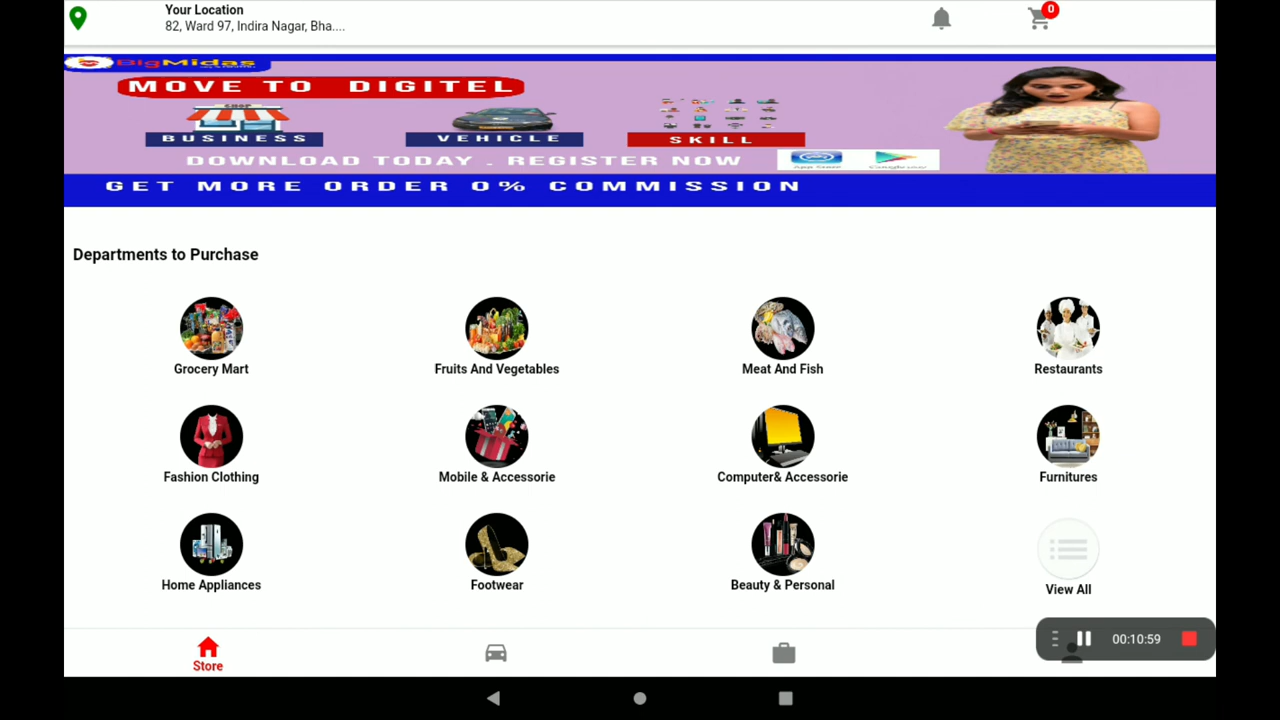 Your Location
82, Ward 97, Indira Nagar, Bha....
0
BigMidas
MOVE TO DIGITEL
SHOP
BUSINESS
VEHICLE
SKILL
DOWNLOAD TODAY . REGISTER NOW
GET MORE ORDER 0% COMMISSION
Departments to Purchase
Grocery Mart
Fruits And Vegetables
Meat And Fish
Restaurants
Fashion Clothing
Mobile & Accessorie
Computer& Accessorie
Furnitures
Home Appliances
Footwear
Beauty & Personal
View All
Store
00:10:59